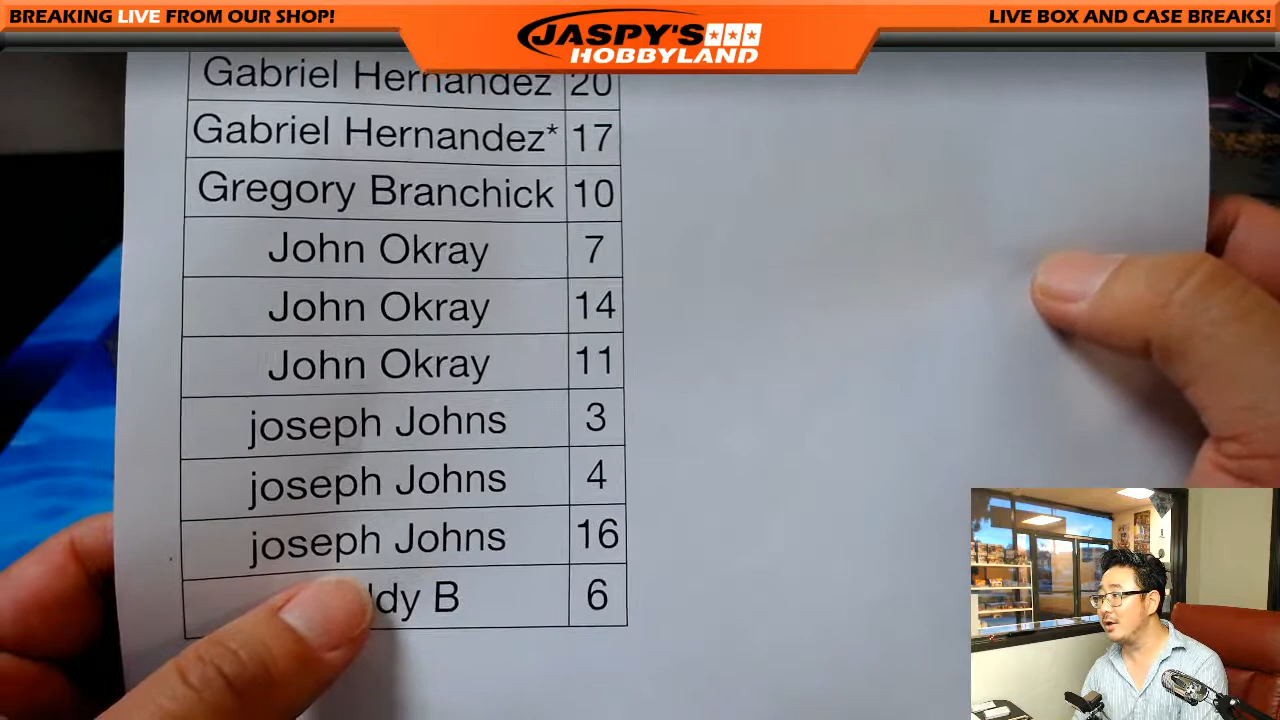 BREAKING LIVE FROM OUR SHOP!
JASPY'S
HOBBYLAND
LIVE BOX AND CASE BREAKS!
Gabriel Hernandez 20
Gabriel Hernandez* 17
Gregory Branchick 10
John Okray 7
John Okray 14
John Okray 11
joseph Johns 3
joseph Johns 4
joseph Johns 16
B 6